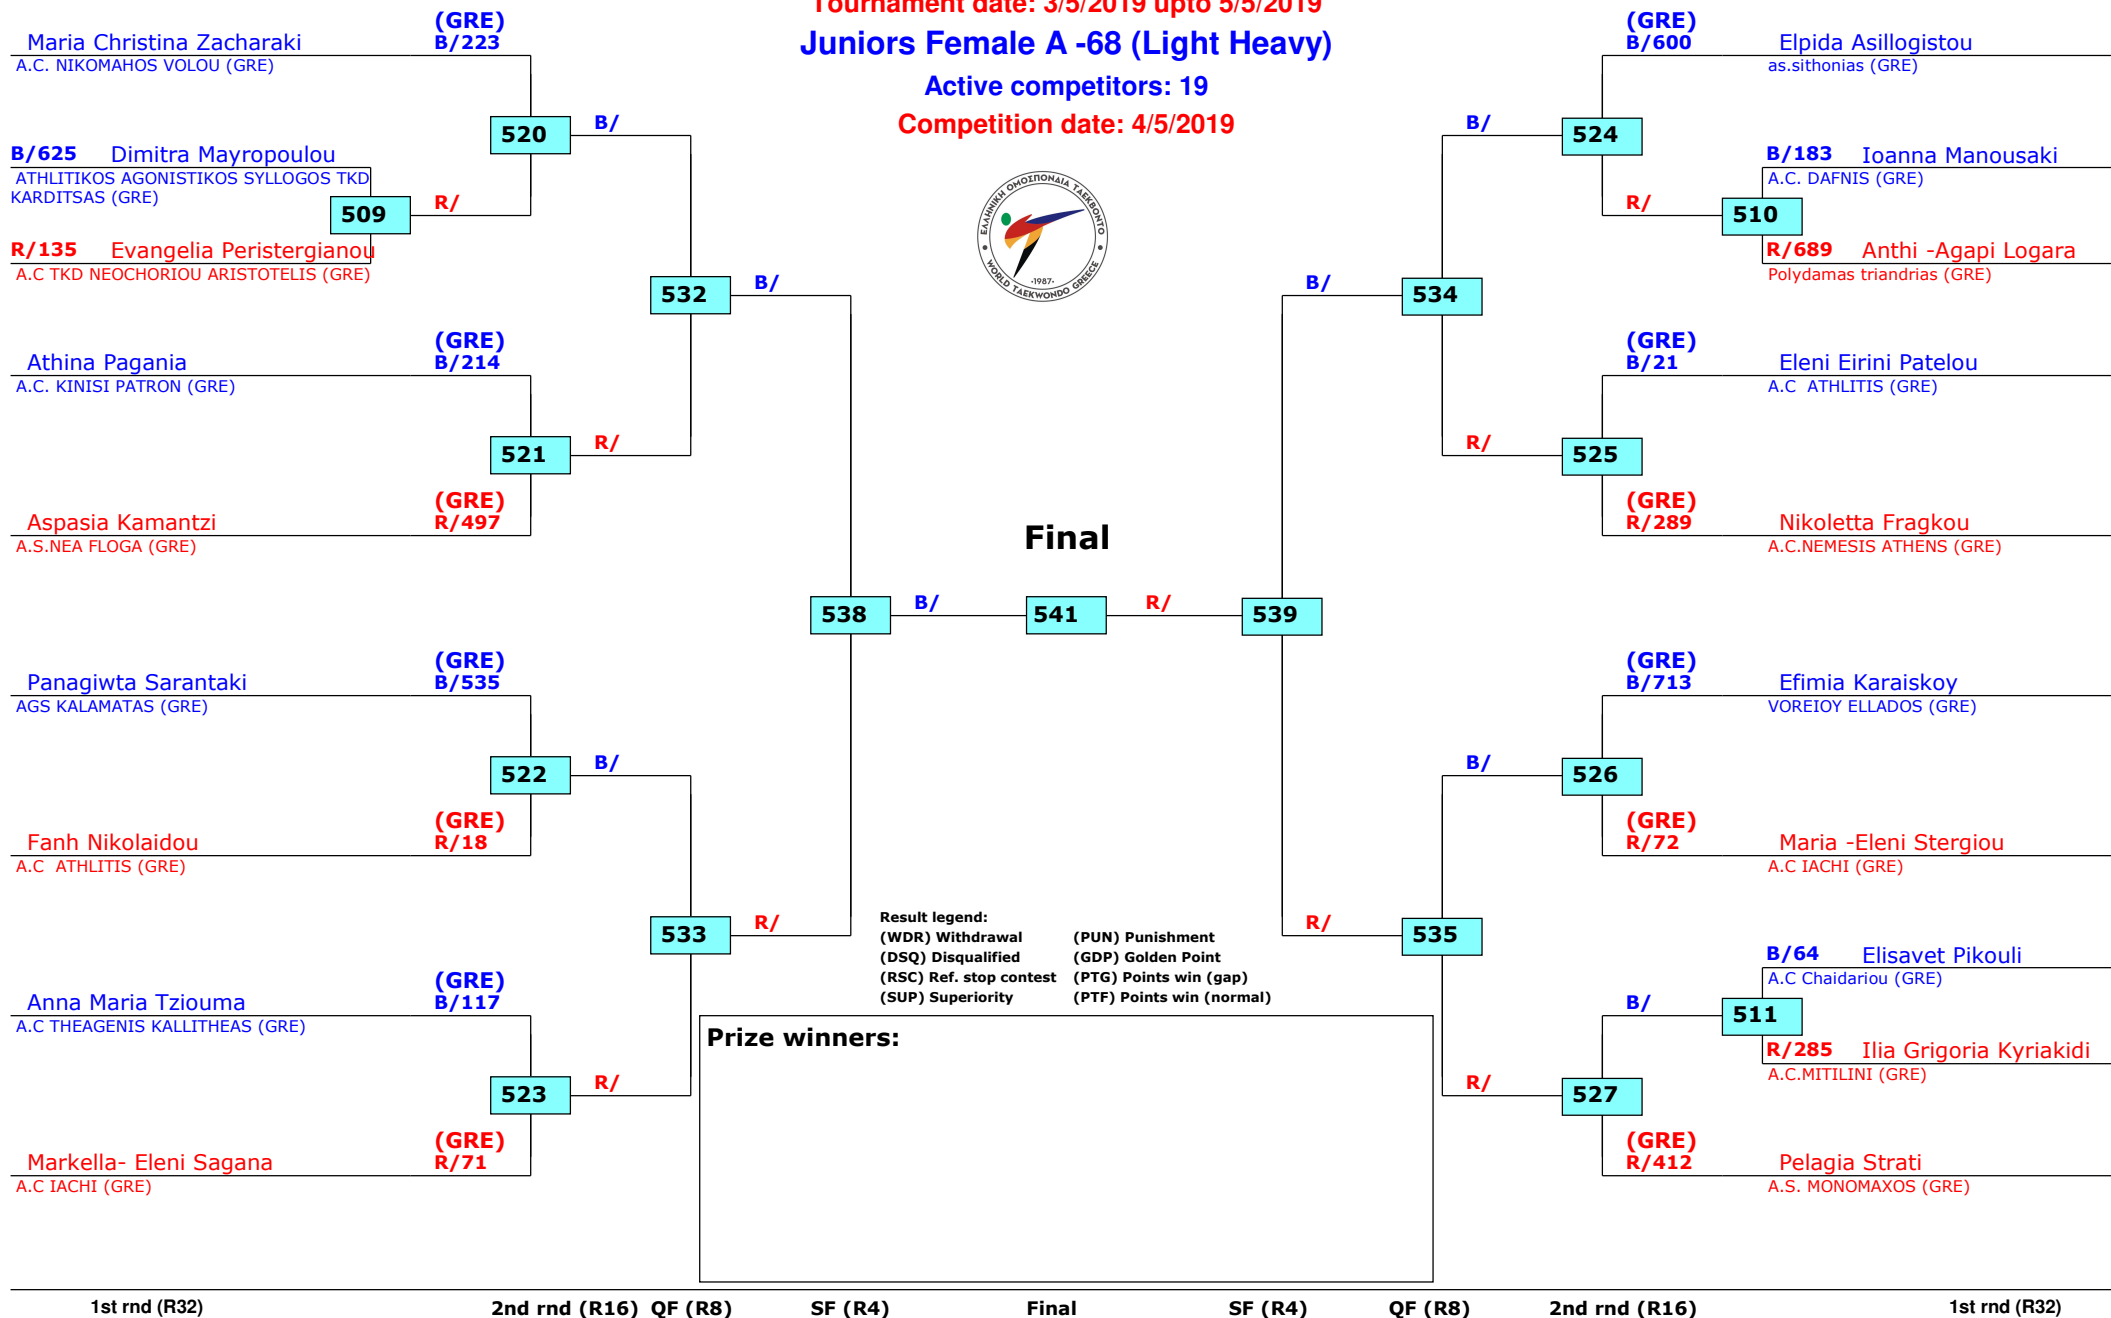 Tournament date: 3/5/2019 upto 5/5/2019
Juniors Female A -68 (Light Heavy)
Active competitors: 19
Competition date: 4/5/2019
ΕΛΛΗΝΙΚΗ ΟΜΟΣΠΟΝΔΙΑ ΤΑΕΚΒΟΝΤΟ
·1987·
WORLD TAEKWONDO GREECE
(GRE)
Maria Christina Zacharaki B/223
A.C. NIKOMAHOS VOLOU (GRE)
520 B/
B/625 Dimitra Mayropoulou
ATHLITIKOS AGONISTIKOS SYLLOGOS TKD
KARDITSAS (GRE)
509 R/
R/135 Evangelia Peristergianou
A.C TKD NEOCHORIOU ARISTOTELIS (GRE)
532 B/
(GRE)
Athina Pagania B/214
A.C. KINISI PATRON (GRE)
521 R/
(GRE)
Aspasia Kamantzi R/497
A.S.NEA FLOGA (GRE)
538 B/
(GRE)
Panagiwta Sarantaki B/535
AGS KALAMATAS (GRE)
522 B/
(GRE)
Fanh Nikolaidou R/18
A.C ATHLITIS (GRE)
533 R/
(GRE)
Anna Maria Tziouma B/117
A.C THEAGENIS KALLITHEAS (GRE)
523 R/
(GRE)
Markella- Eleni Sagana R/71
A.C IACHI (GRE)
Final
541
(GRE)
B/600 Elpida Asillogistou
as.sithonias (GRE)
B/ 524
B/183 Ioanna Manousaki
A.C. DAFNIS (GRE)
R/ 510
R/689 Anthi -Agapi Logara
Polydamas triandrias (GRE)
B/ 534
(GRE)
B/21 Eleni Eirini Patelou
A.C ATHLITIS (GRE)
R/ 525
(GRE)
R/289 Nikoletta Fragkou
A.C.NEMESIS ATHENS (GRE)
R/ 539
(GRE)
B/713 Efimia Karaiskoy
VOREIOY ELLADOS (GRE)
B/ 526
(GRE)
R/72 Maria -Eleni Stergiou
A.C IACHI (GRE)
R/ 535
B/64 Elisavet Pikouli
A.C Chaidariou (GRE)
B/ 511
R/285 Ilia Grigoria Kyriakidi
A.C.MITILINI (GRE)
R/ 527
(GRE)
R/412 Pelagia Strati
A.S. MONOMAXOS (GRE)
Result legend:
(WDR) Withdrawal (PUN) Punishment
(DSQ) Disqualified (GDP) Golden Point
(RSC) Ref. stop contest (PTG) Points win (gap)
(SUP) Superiority (PTF) Points win (normal)
Prize winners:
1st rnd (R32) 2nd rnd (R16) QF (R8) SF (R4) Final SF (R4) QF (R8) 2nd rnd (R16) 1st rnd (R32)